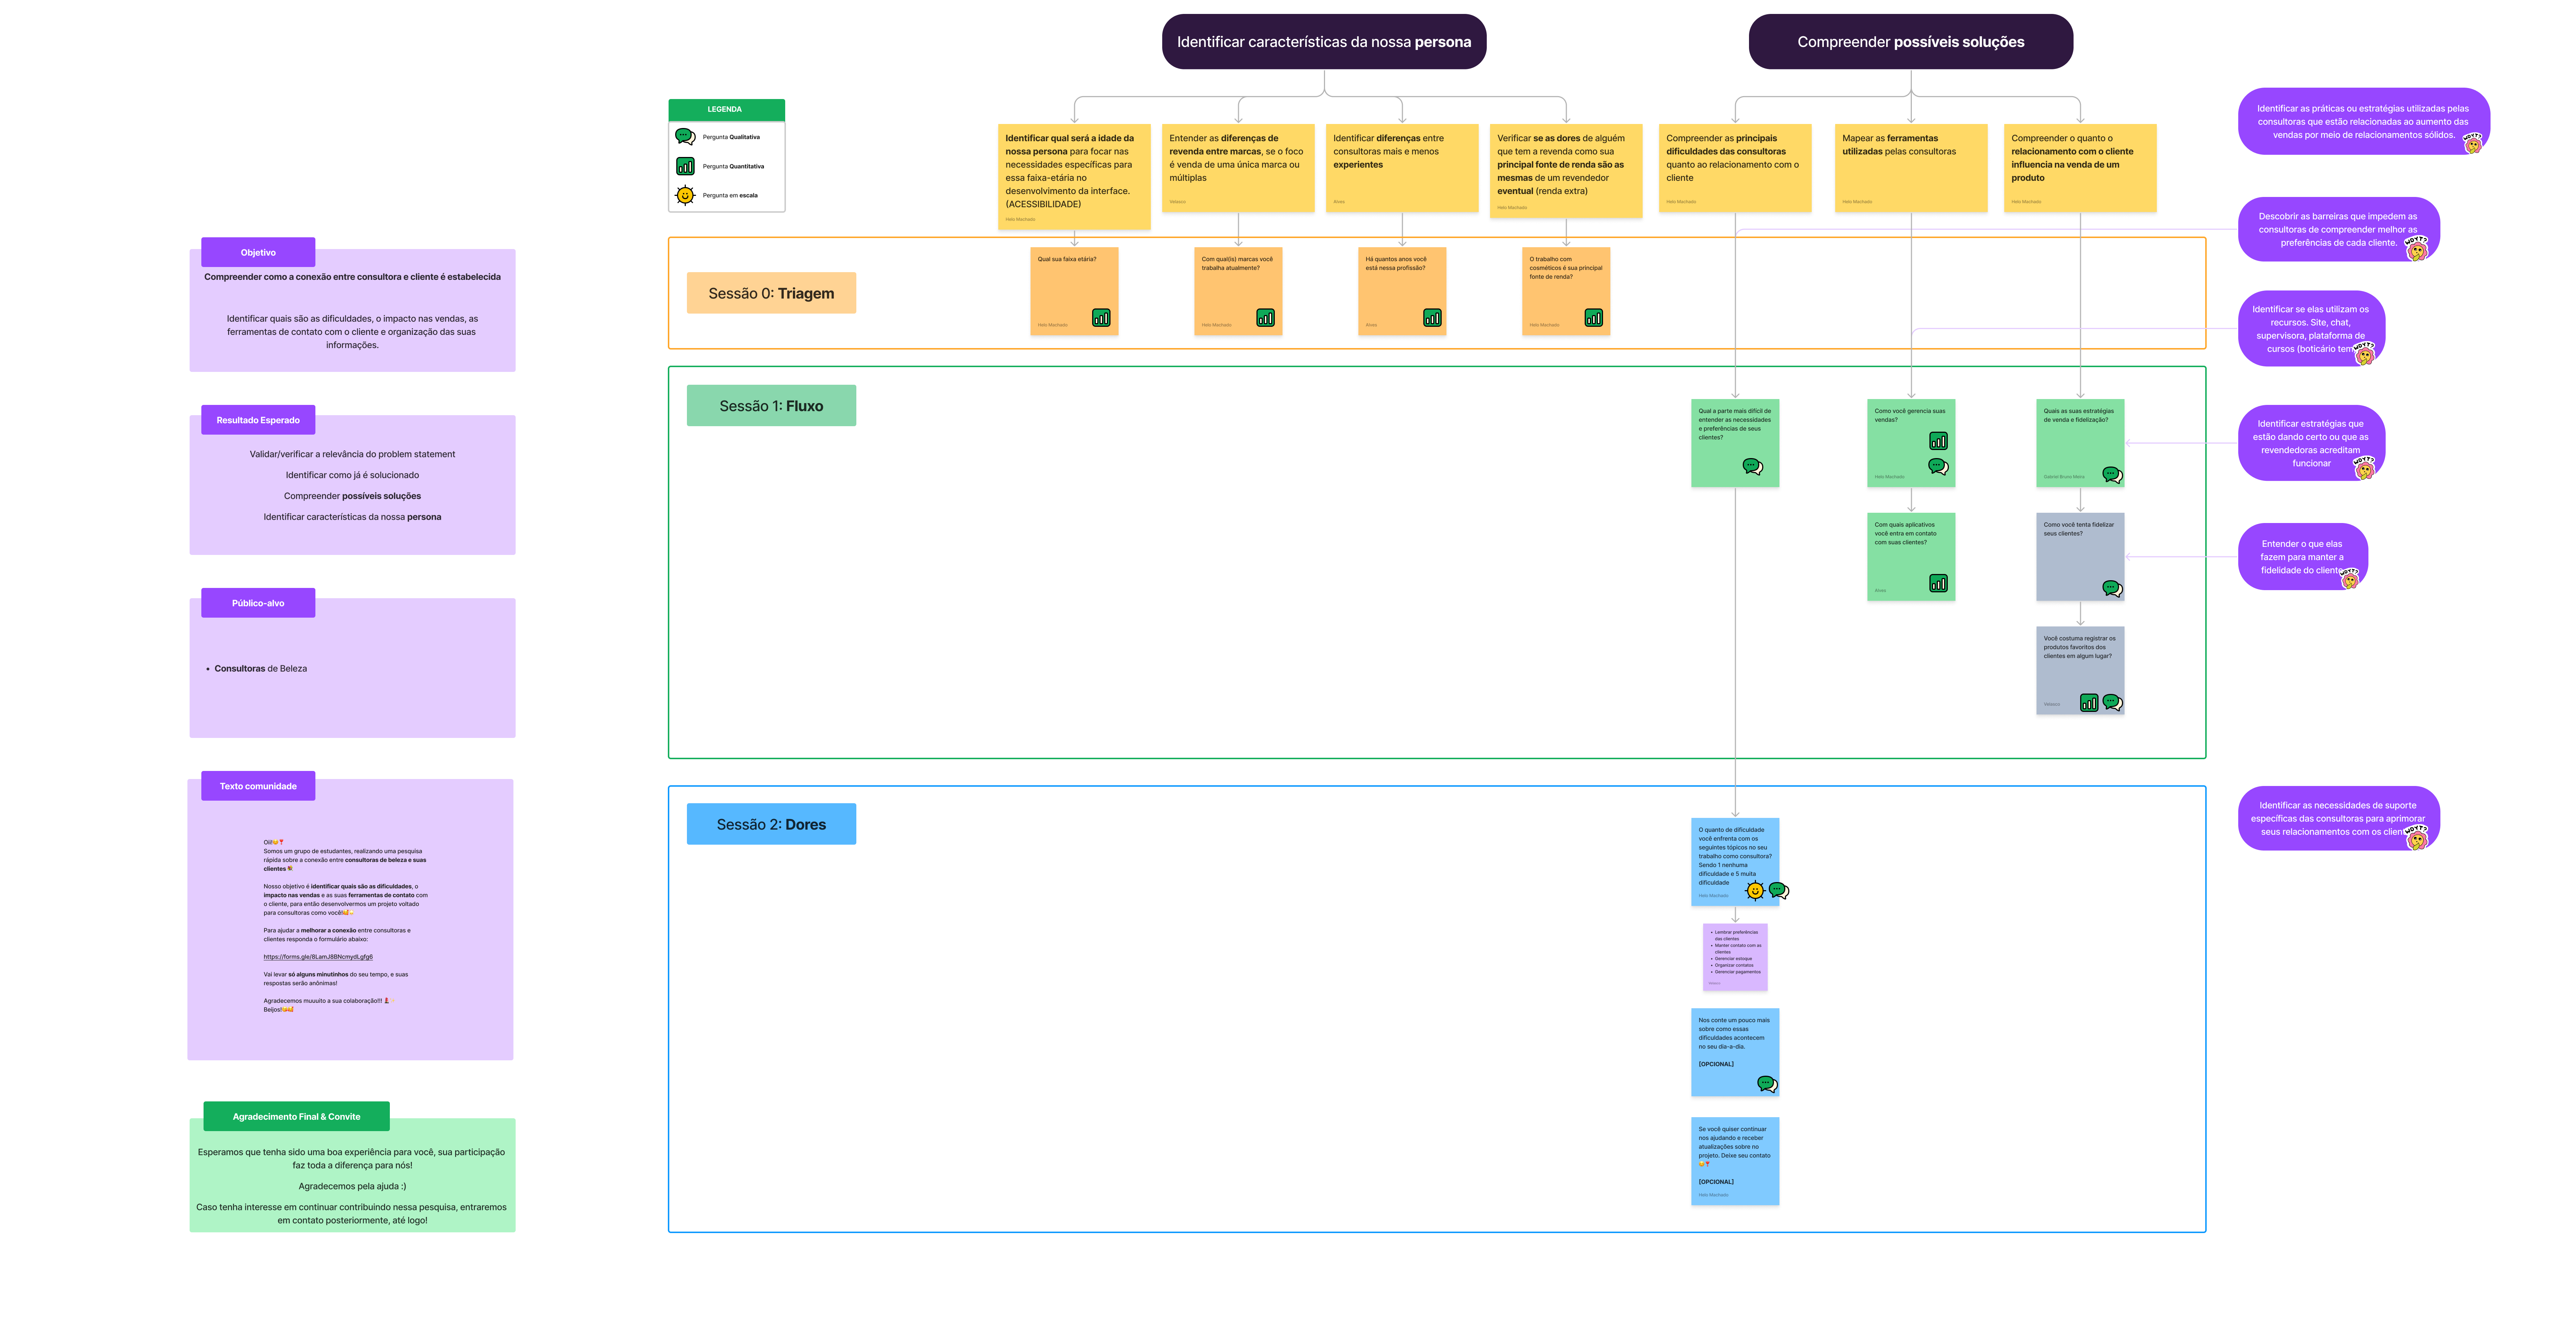 Identificar características da nossa persona
Compreender possíveis soluções
LEGENDA
Pergunta Qualitativa
Pergunta Quantitativa
Pergunta em escala
Identificar qual será a idade da
nossa persona para focar nas
necessidades específicas para
essa faixa-etária no
desenvolvimento da interface.
(ACESSIBILIDADE)
Helo Machado
Entender as diferenças de
revenda entre marcas, se o foco
é venda de uma única marca ou
múltiplas
Velasco
Identificar diferenças entre
consultoras mais e menos
experientes
Alves
Verificar se as dores de alguém
que tem a revenda como sua
principal fonte de renda são as
mesmas de um revendedor
eventual (renda extra)
Helo Machado
Compreender as principais
dificuldades das consultoras
quanto ao relacionamento com o
cliente
Helo Machado
Mapear as ferramentas
utilizadas pelas consultoras
Helo Machado
Compreender o quanto o
relacionamento com o cliente
influencia na venda de um
produto
Helo Machado
Identificar as práticas ou estratégias utilizadas pelas
consultoras que estão relacionadas ao aumento das
vendas por meio de relacionamentos sólidos.
Descobrir as barreiras que impedem as
consultoras de compreender melhor as
preferências de cada cliente.
Identificar se elas utilizam os
recursos. Site, chat,
supervisora, plataforma de
cursos (boticário tem
Identificar estratégias que
estão dando certo ou que as
revendedoras acreditam
funcionar
Entender o que elas
fazem para manter a
fidelidade do cliente
Identificar as necessidades de suporte
específicas das consultoras para aprimorar
seus relacionamentos com os clien
Objetivo
Compreender como a conexão entre consultora e cliente é estabelecida
Identificar quais são as dificuldades, o impacto nas vendas, as
ferramentas de contato com o cliente e organização das suas
informações.
Resultado Esperado
Validar/verificar a relevância do problem statement
Identificar como já é solucionado
Compreender possíveis soluções
Identificar características da nossa persona
Público-alvo
• Consultoras de Beleza
Texto comunidade
Oii!😊💄
Somos um grupo de estudantes, realizando uma pesquisa
rápida sobre a conexão entre consultoras de beleza e suas
clientes
Nosso objetivo é identificar quais são as dificuldades, o
impacto nas vendas e as suas ferramentas de contato com
o cliente, para então desenvolvermos um projeto voltado
para consultoras como você!
Para ajudar a melhorar a conexão entre consultoras e
clientes responda o formulário abaixo:
https://forms.gle/8LamJ8BNcmydLgfg6
Vai levar só alguns minutinhos do seu tempo, e suas
respostas serão anônimas!
Agradecemos muuuito a sua colaboração!!!
Beijos!
Agradecimento Final & Convite
Esperamos que tenha sido uma boa experiência para você, sua participação
faz toda a diferença para nós!
Agradecemos pela ajuda :)
Caso tenha interesse em continuar contribuindo nessa pesquisa, entraremos
em contato posteriormente, até logo!
Sessão 0: Triagem
Qual sua faixa etária?
Helo Machado
Com qual(is) marcas você
trabalha atualmente?
Helo Machado
Há quantos anos você
está nessa profissão?
Alves
O trabalho com
cosméticos é sua principal
fonte de renda?
Helo Machado
Sessão 1: Fluxo
Qual a parte mais difícil de
entender as necessidades
e preferências de seus
clientes?
Como você gerencia suas
vendas?
Helo Machado
Com quais aplicativos
você entra em contato
com suas clientes?
Alves
Quais as suas estratégias
de venda e fidelização?
Gabriel Bruno Meira
Como você tenta fidelizar
seus clientes?
Você costuma registrar os
produtos favoritos dos
clientes em algum lugar?
Velasco
Sessão 2: Dores
O quanto de dificuldade
você enfrenta com os
seguintes tópicos no seu
trabalho como consultora?
Sendo 1 nenhuma
dificuldade e 5 muita
dificuldade
Helo Machado
• Lembrar preferências
das clientes
• Manter contato com as
clientes
• Gerenciar estoque
• Organizar contatos
• Gerenciar pagamentos
Velasco
Nos conte um pouco mais
sobre como essas
dificuldades acontecem
no seu dia-a-dia.
[OPCIONAL]
Se você quiser continuar
nos ajudando e receber
atualizações sobre no
projeto. Deixe seu contato
[OPCIONAL]
Helo Machado